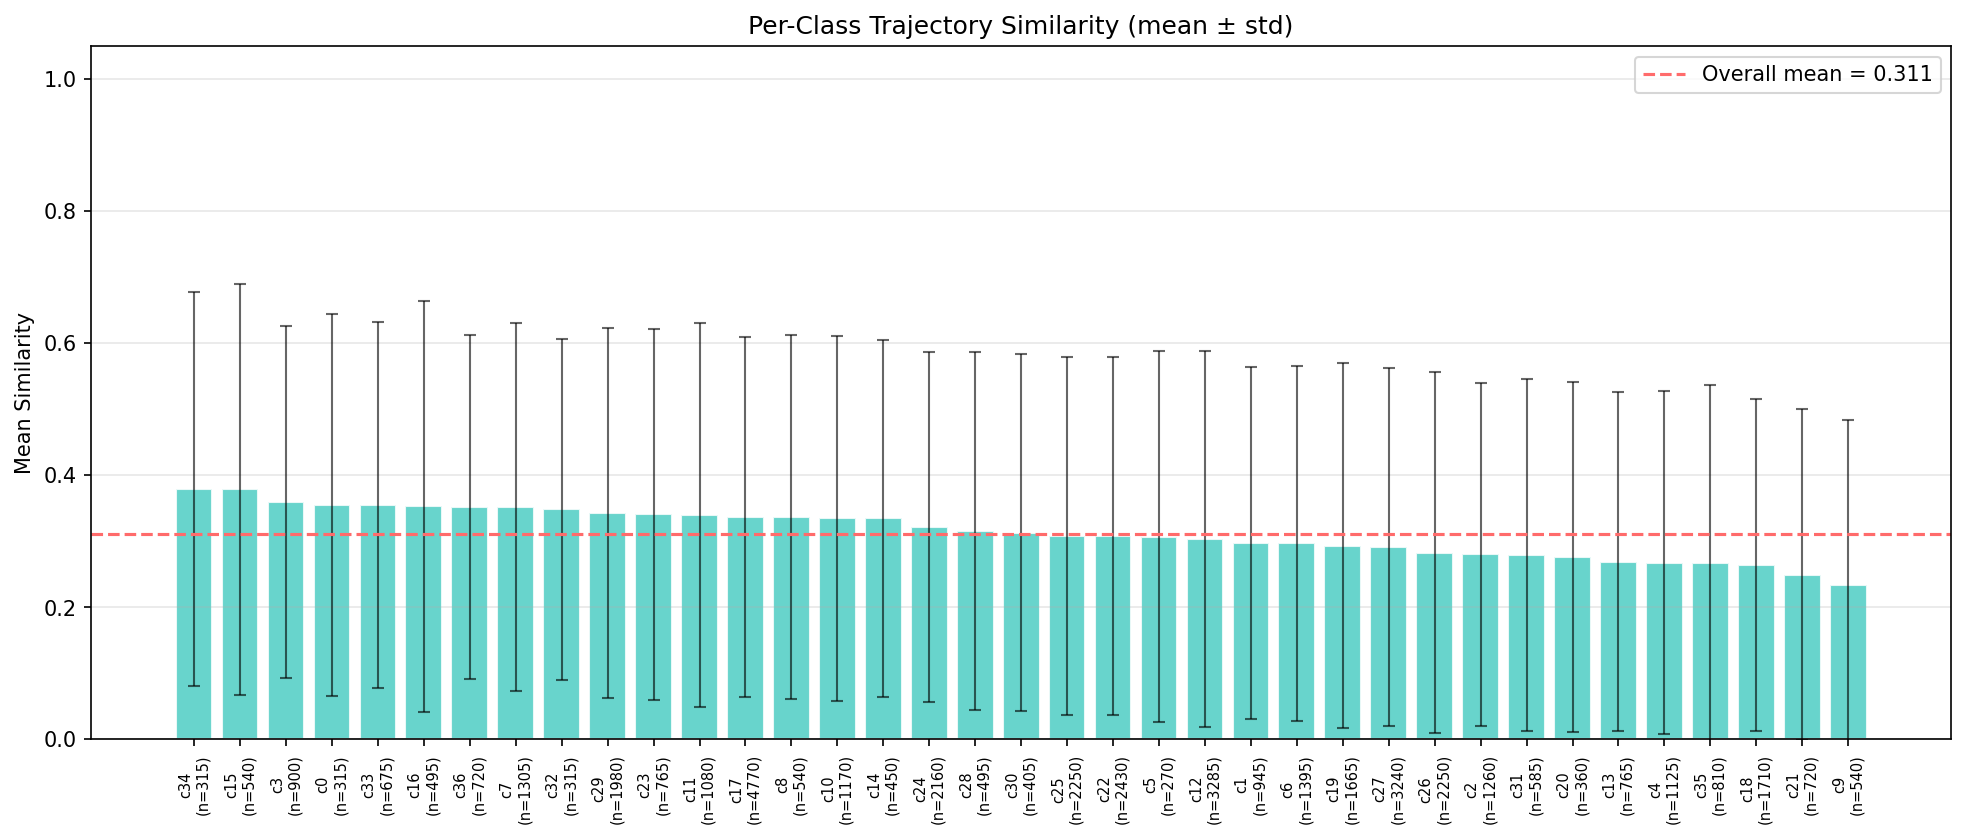 Per-Class Trajectory Similarity (mean ± std)
Overall mean = 0.311
Mean Similarity
1.0
0.8
0.6
0.4
0.2
0.0
c34
(n=315)
c15
(n=540)
c3
(n=900)
c0
(n=315)
c33
(n=675)
c16
(n=495)
c36
(n=720)
c7
(n=1305)
c32
(n=315)
c29
(n=1980)
c23
(n=765)
c11
(n=1080)
c17
(n=4770)
c8
(n=540)
c10
(n=1170)
c14
(n=450)
c24
(n=2160)
c28
(n=495)
c30
(n=405)
c25
(n=2250)
c22
(n=2430)
c5
(n=270)
c12
(n=3285)
c1
(n=945)
c6
(n=1395)
c19
(n=1665)
c27
(n=3240)
c26
(n=2250)
c2
(n=1260)
c31
(n=585)
c20
(n=360)
c13
(n=765)
c4
(n=1125)
c35
(n=810)
c18
(n=1710)
c21
(n=720)
c9
(n=540)